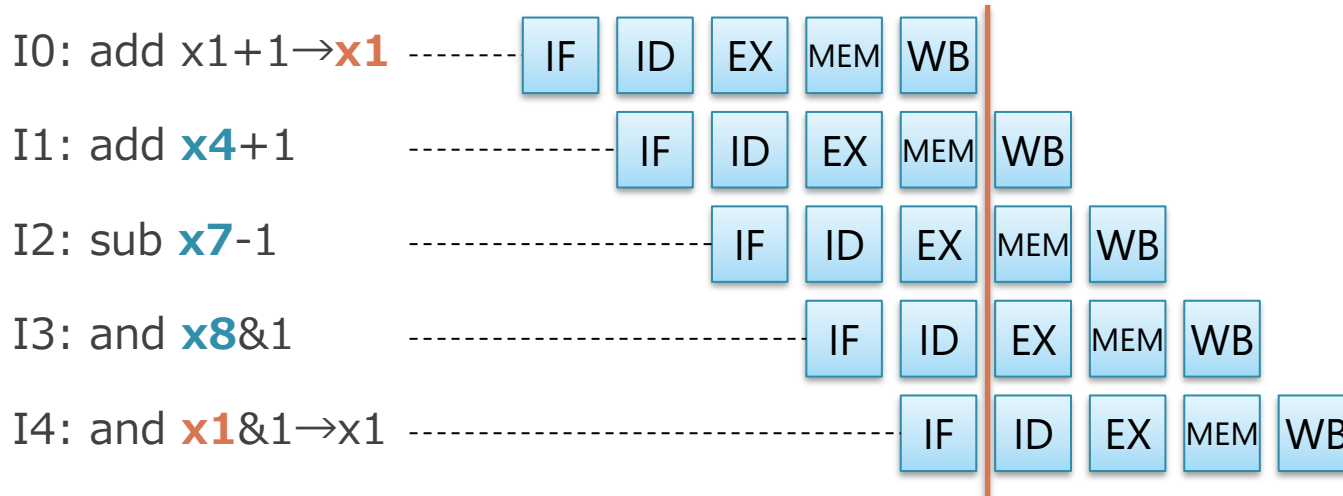 I0: add x1+1→x1 IF ID EX MEM WB
I1: add x4+1 IF ID EX MEM WB
I2: sub x7-1 IF ID EX MEM WB
I3: and x8&1 IF ID EX MEM WB
I4: and x1&1→x1 IF ID EX MEM WB